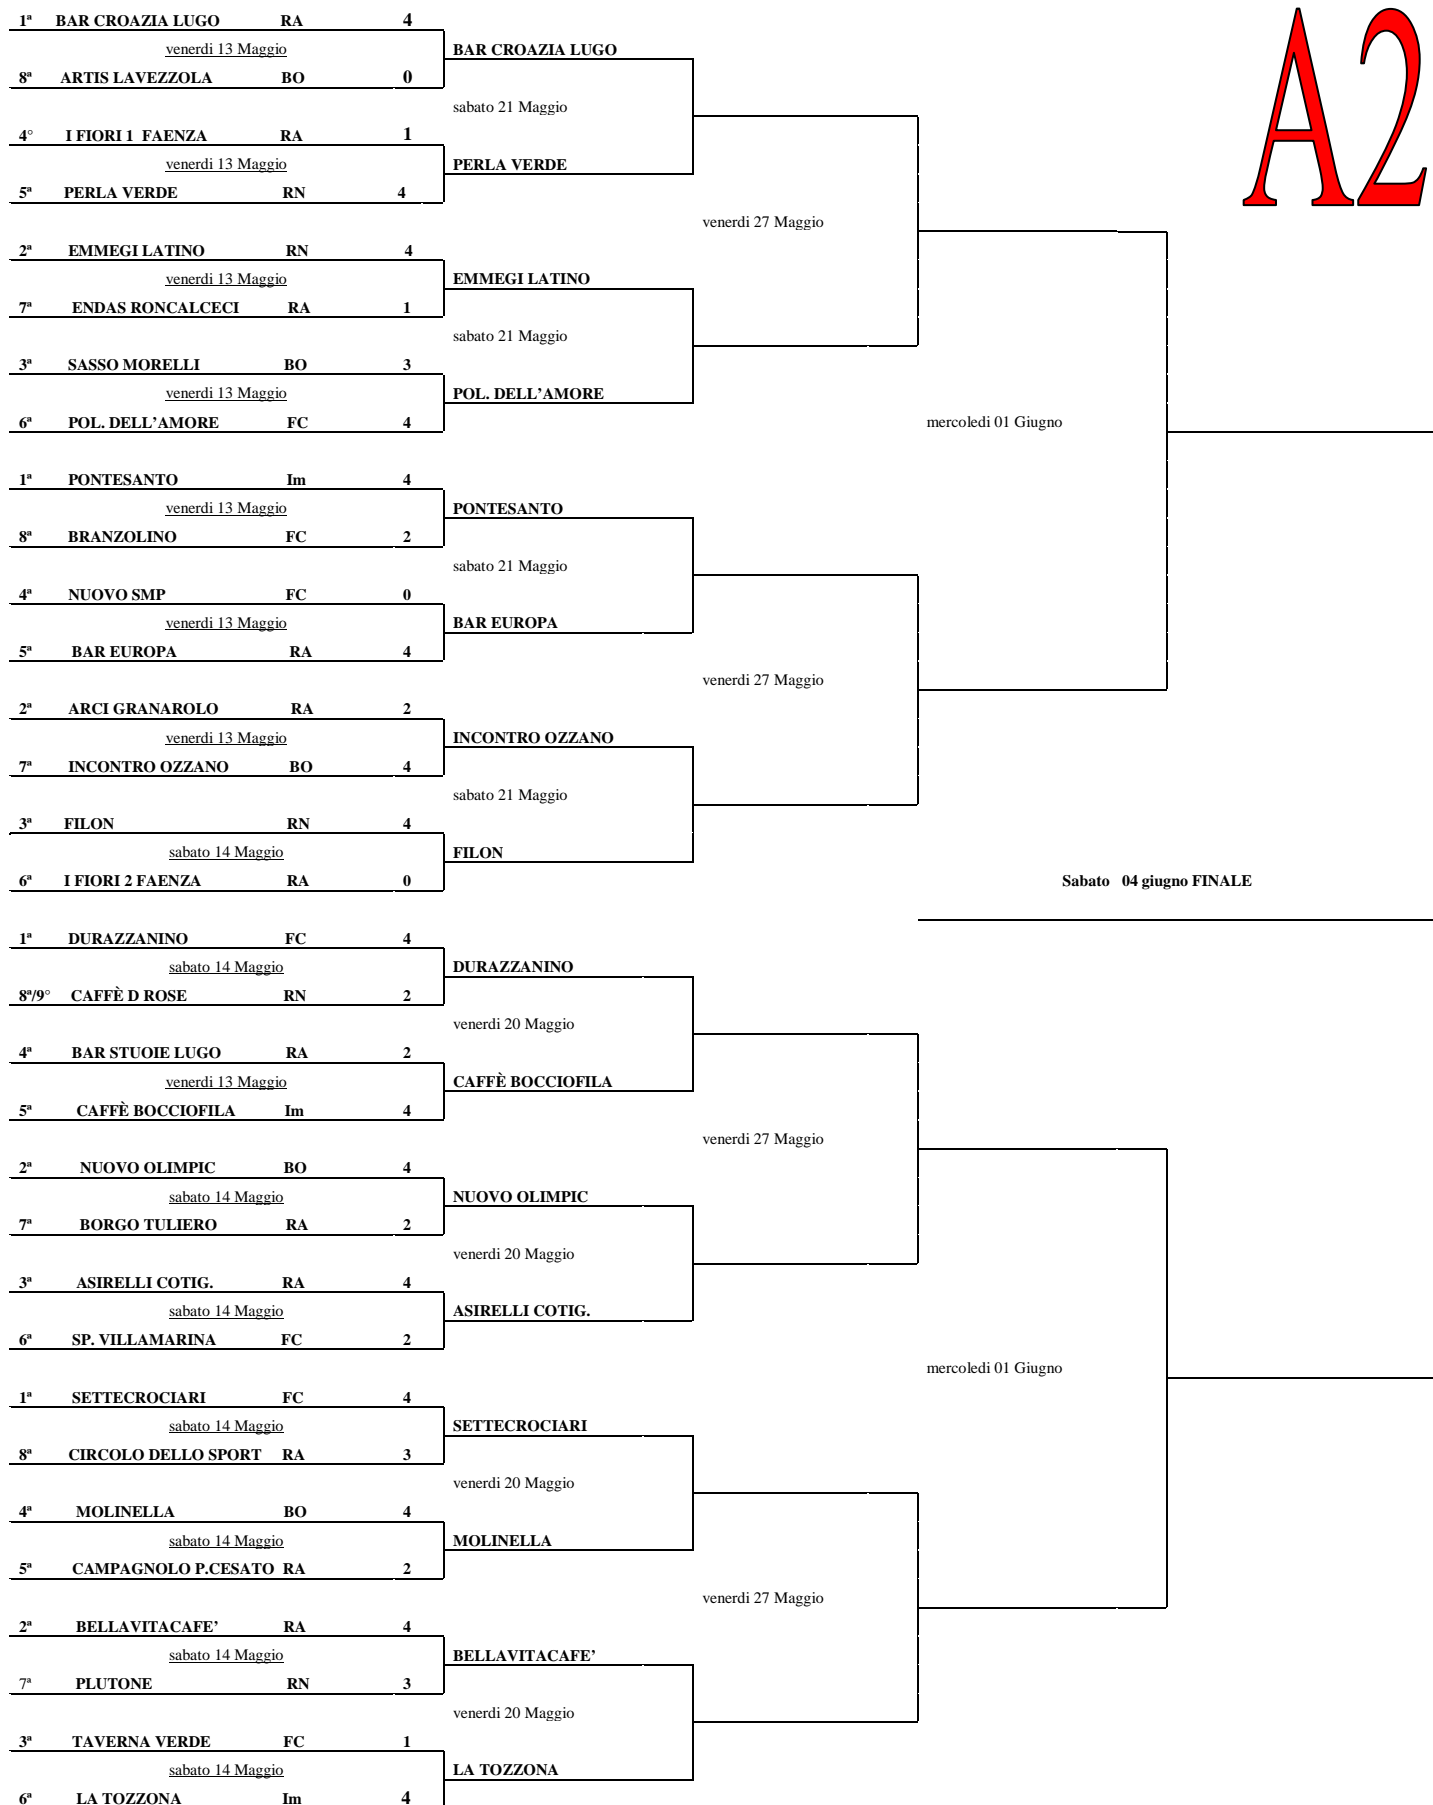 A2
1ª BAR CROAZIA LUGO RA 4
venerdi 13 Maggio
BAR CROAZIA LUGO
8ª ARTIS LAVEZZOLA BO 0
sabato 21 Maggio
4° I FIORI 1 FAENZA RA 1
venerdi 13 Maggio
PERLA VERDE
5ª PERLA VERDE RN 4
venerdi 27 Maggio
2ª EMMEGI LATINO RN 4
venerdi 13 Maggio
EMMEGI LATINO
7ª ENDAS RONCALCECI RA 1
sabato 21 Maggio
3ª SASSO MORELLI BO 3
venerdi 13 Maggio
POL. DELL’AMORE
6ª POL. DELL’AMORE FC 4
mercoledi 01 Giugno
1ª PONTESANTO Im 4
venerdi 13 Maggio
PONTESANTO
8ª BRANZOLINO FC 2
sabato 21 Maggio
4ª NUOVO SMP FC 0
venerdi 13 Maggio
BAR EUROPA
5ª BAR EUROPA RA 4
venerdi 27 Maggio
2ª ARCI GRANAROLO RA 2
venerdi 13 Maggio
INCONTRO OZZANO
7ª INCONTRO OZZANO BO 4
sabato 21 Maggio
3ª FILON RN 4
sabato 14 Maggio
FILON
6ª I FIORI 2 FAENZA RA 0
Sabato 04 giugno FINALE
1ª DURAZZANINO FC 4
sabato 14 Maggio
DURAZZANINO
8ª/9° CAFFÈ D ROSE RN 2
venerdi 20 Maggio
4ª BAR STUOIE LUGO RA 2
venerdi 13 Maggio
CAFFÈ BOCCIOFILA
5ª CAFFÈ BOCCIOFILA Im 4
venerdi 27 Maggio
2ª NUOVO OLIMPIC BO 4
sabato 14 Maggio
NUOVO OLIMPIC
7ª BORGO TULIERO RA 2
venerdi 20 Maggio
3ª ASIRELLI COTIG. RA 4
sabato 14 Maggio
ASIRELLI COTIG.
6ª SP. VILLAMARINA FC 2
mercoledi 01 Giugno
1ª SETTECROCIARI FC 4
sabato 14 Maggio
SETTECROCIARI
8ª CIRCOLO DELLO SPORT RA 3
venerdi 20 Maggio
4ª MOLINELLA BO 4
sabato 14 Maggio
MOLINELLA
5ª CAMPAGNOLO P.CESATO RA 2
venerdi 27 Maggio
2ª BELLAVITACAFE’ RA 4
sabato 14 Maggio
BELLAVITACAFE’
7ª PLUTONE RN 3
venerdi 20 Maggio
3ª TAVERNA VERDE FC 1
sabato 14 Maggio
LA TOZZONA
6ª LA TOZZONA Im 4